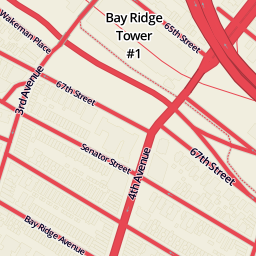 Bay Ridge
Tower
#1
Wakeman Place
65th Street
3rd Avenue
67th Street
Senator Street
4th Avenue
67th Street
Bay Ridge Avenue